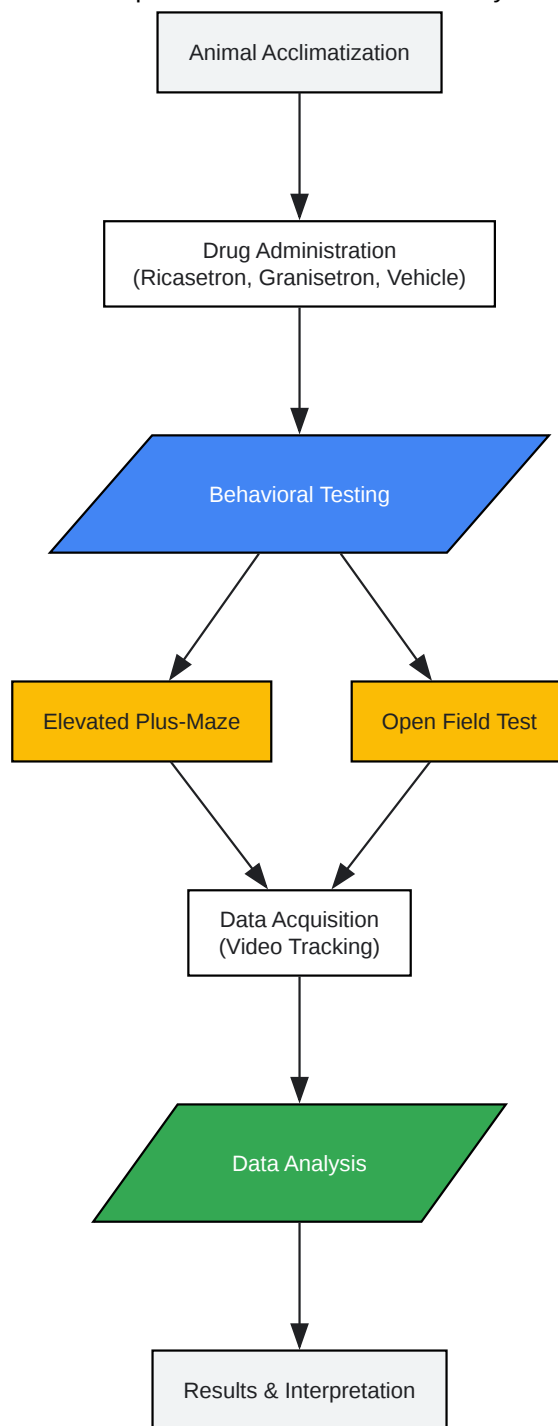 Animal Acclimatization
Drug Administration
(Ricasetron, Granisetron, Vehicle)
Behavioral Testing
Elevated Plus-Maze
Open Field Test
Data Acquisition
(Video Tracking)
Data Analysis
Results & Interpretation